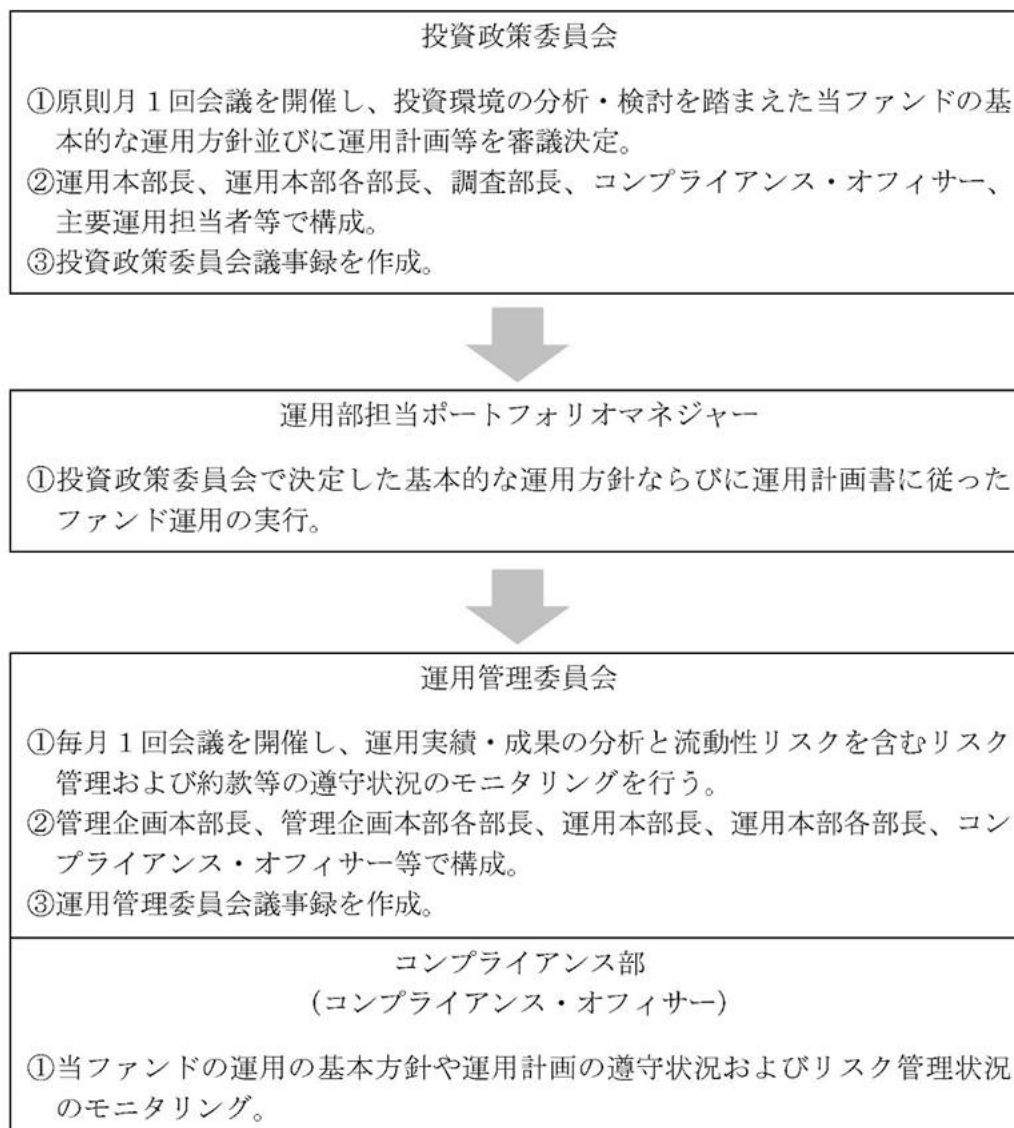 投資政策委員会
①原則月１回会議を開催し、投資環境の分析・検討を踏まえた当ファンドの基
本的な運用方針並びに運用計画等を審議決定。
②運用本部長、運用本部各部長、調査部長、コンプライアンス・オフィサー、
主要運用担当者等で構成。
③投資政策委員会議事録を作成。
運用部担当ポートフォリオマネジャー
①投資政策委員会で決定した基本的な運用方針ならびに運用計画書に従った
ファンド運用の実行。
運用管理委員会
①毎月１回会議を開催し、運用実績・成果の分析と流動性リスクを含むリスク
管理および約款等の遵守状況のモニタリングを行う。
②管理企画本部長、管理企画本部各部長、運用本部長、運用本部各部長、コン
プライアンス・オフィサー等で構成。
③運用管理委員会議事録を作成。
コンプライアンス部
（コンプライアンス・オフィサー）
①当ファンドの運用の基本方針や運用計画の遵守状況およびリスク管理状況
のモニタリング。